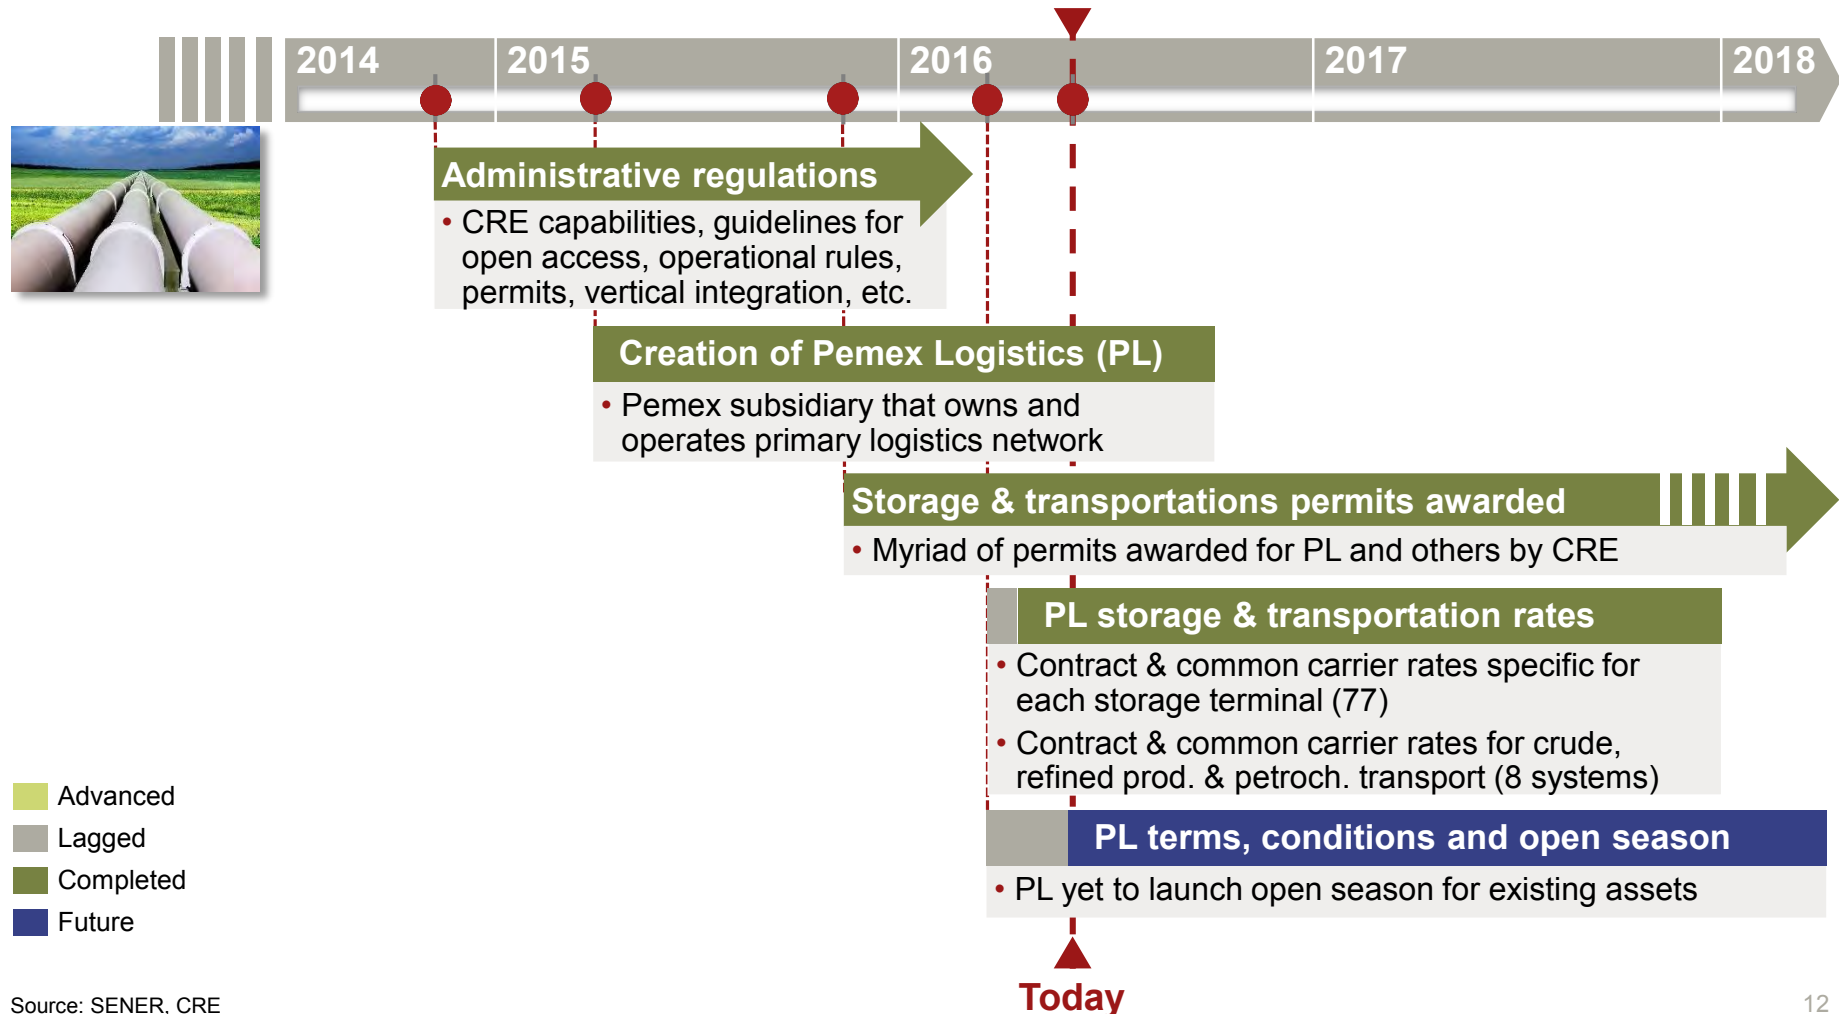 2014
2015
2016
2017
2018
Administrative regulations
• CRE capabilities, guidelines for
open access, operational rules,
permits, vertical integration, etc.
Creation of Pemex Logistics (PL)
• Pemex subsidiary that owns and
operates primary logistics network
Storage & transportations permits awarded
• Myriad of permits awarded for PL and others by CRE
PL storage & transportation rates
• Contract & common carrier rates specific for
each storage terminal (77)
• Contract & common carrier rates for crude,
refined prod. & petroch. transport (8 systems)
PL terms, conditions and open season
• PL yet to launch open season for existing assets
Advanced
Lagged
Completed
Future
Today
Source: SENER, CRE
12